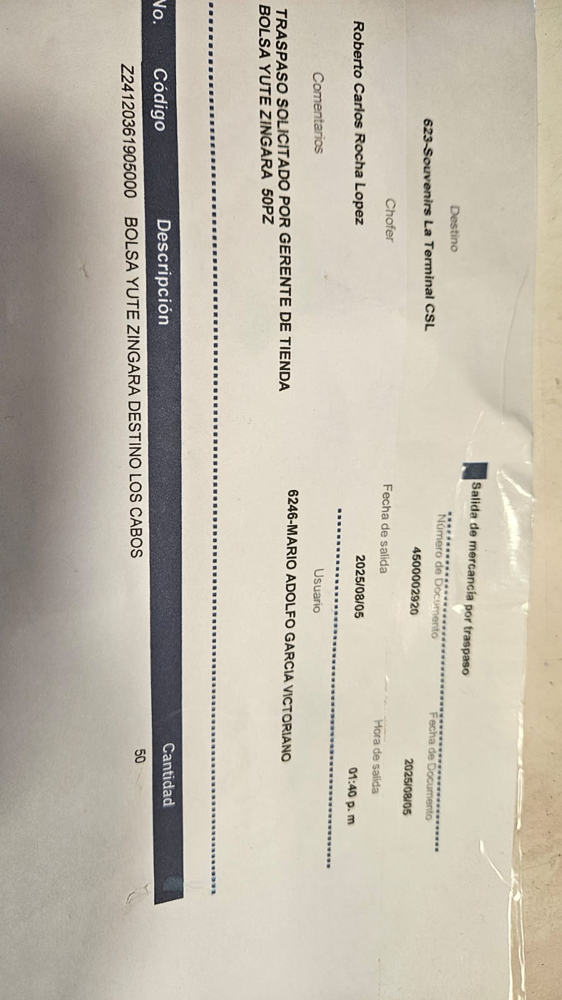 Salida de mercancía por traspaso
Destino
Número de Documento
Fecha de Documento
623-Souvenirs La Terminal CSL
4500002920
2025/08/05
Chofer
Fecha de salida
Hora de salida
Roberto Carlos Rocha Lopez
2025/08/05
01:40 p. m
Comentarios
Usuario
TRASPASO SOLICITADO POR GERENTE DE TIENDA
BOLSA YUTE ZINGARA 50PZ
6246-MARIO ADOLFO GARCIA VICTORIANO
No. Código Descripción Cantidad
Z24120361905000 BOLSA YUTE ZINGARA DESTINO LOS CABOS 50